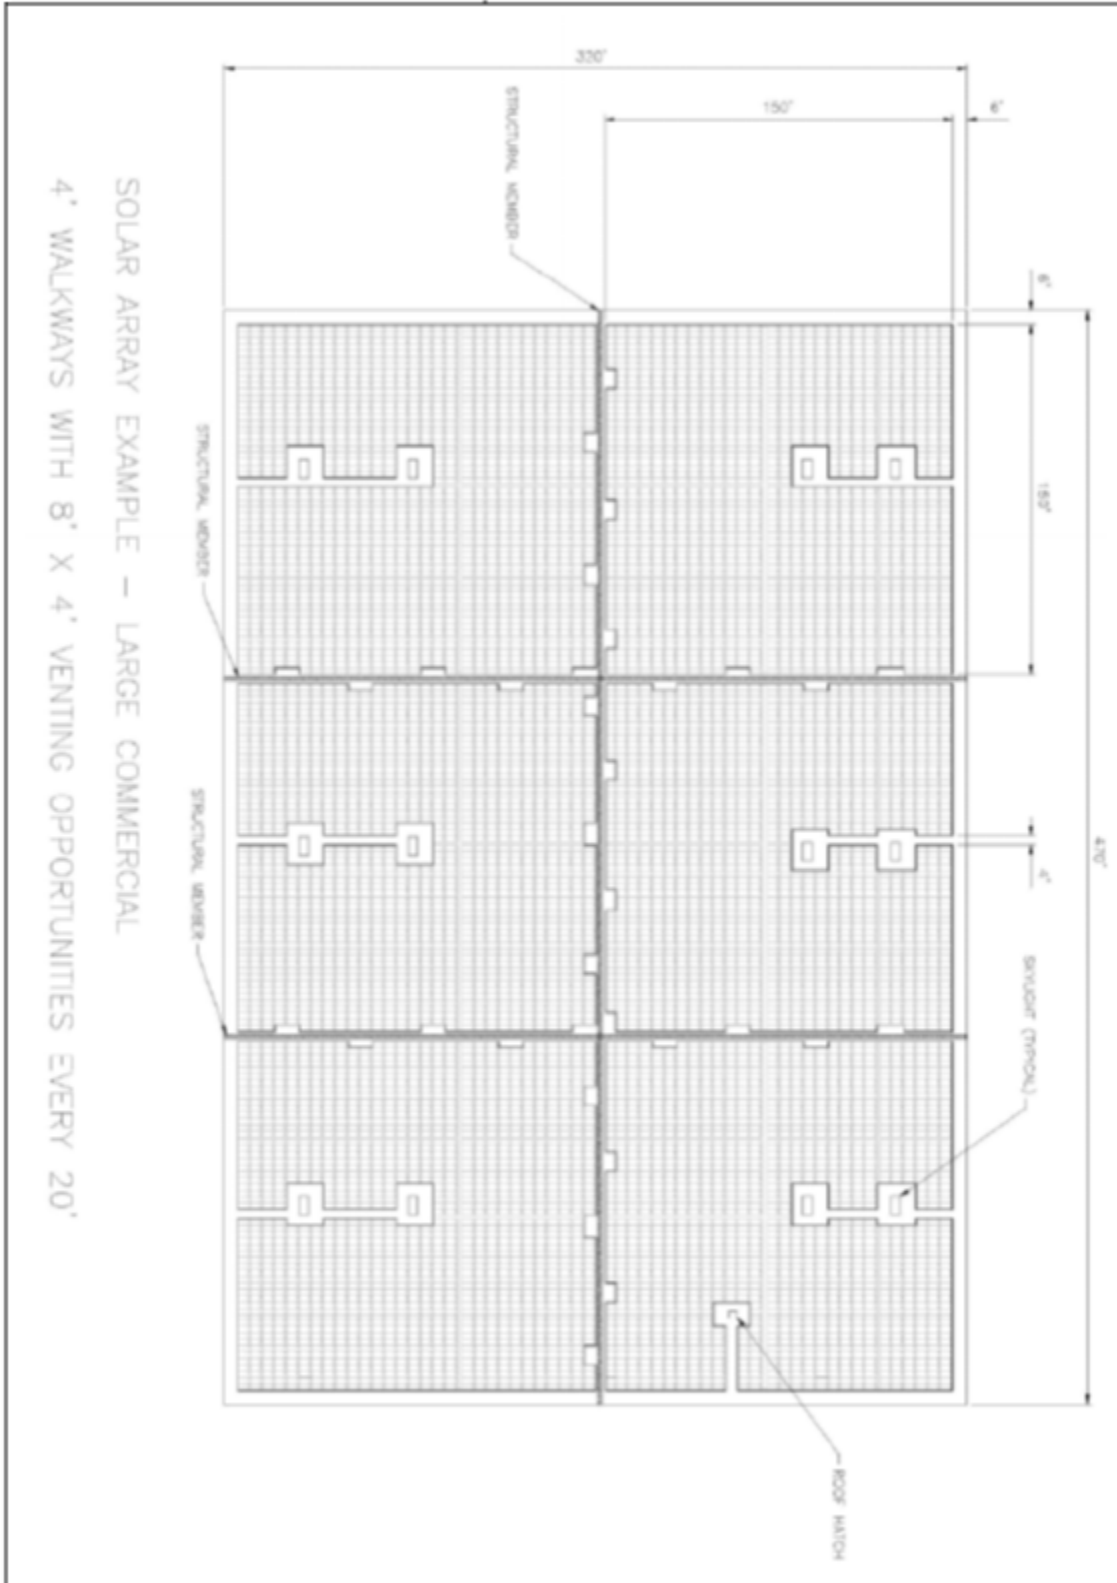 320'
150'
6'
STRUCTURAL MEMBER
6'
150'
470'
4'
STRUCTURAL MEMBER
STRUCTURAL MEMBER
SKYLIGHT (TYPICAL)
ROOF HATCH
SOLAR ARRAY EXAMPLE – LARGE COMMERCIAL
4' WALKWAYS WITH 8' X 4' VENTING OPPORTUNITIES EVERY 20'